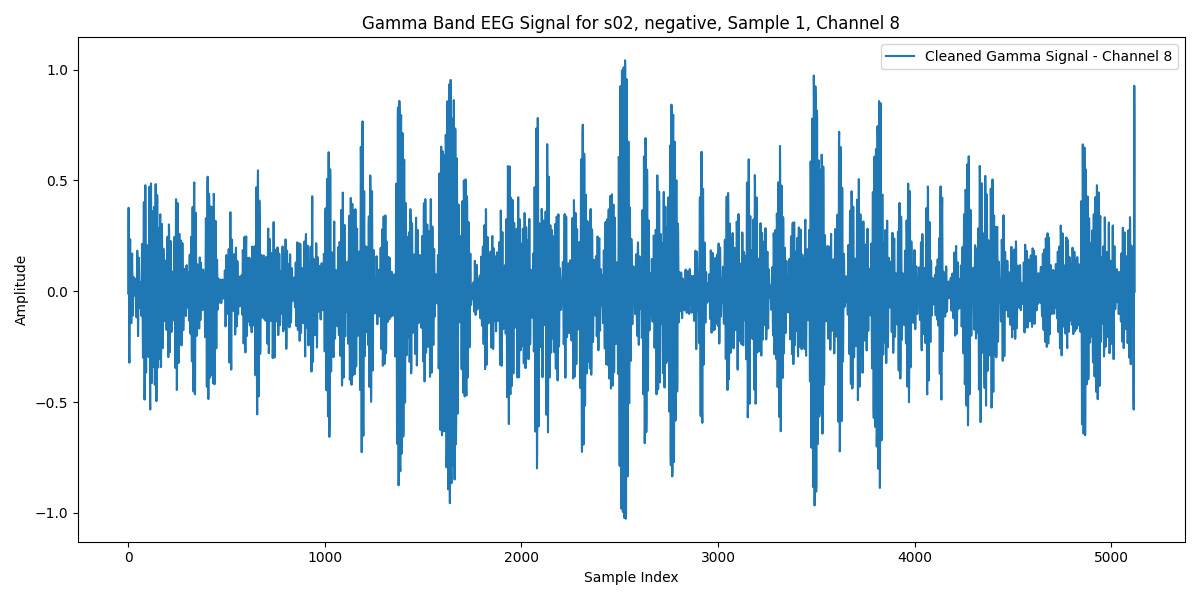 Gamma Band EEG Signal for s02, negative, Sample 1, Channel 8
Cleaned Gamma Signal - Channel 8
1.0
0.5
0.0
−0.5
−1.0
Amplitude
0 1000 2000 3000 4000 5000
Sample Index